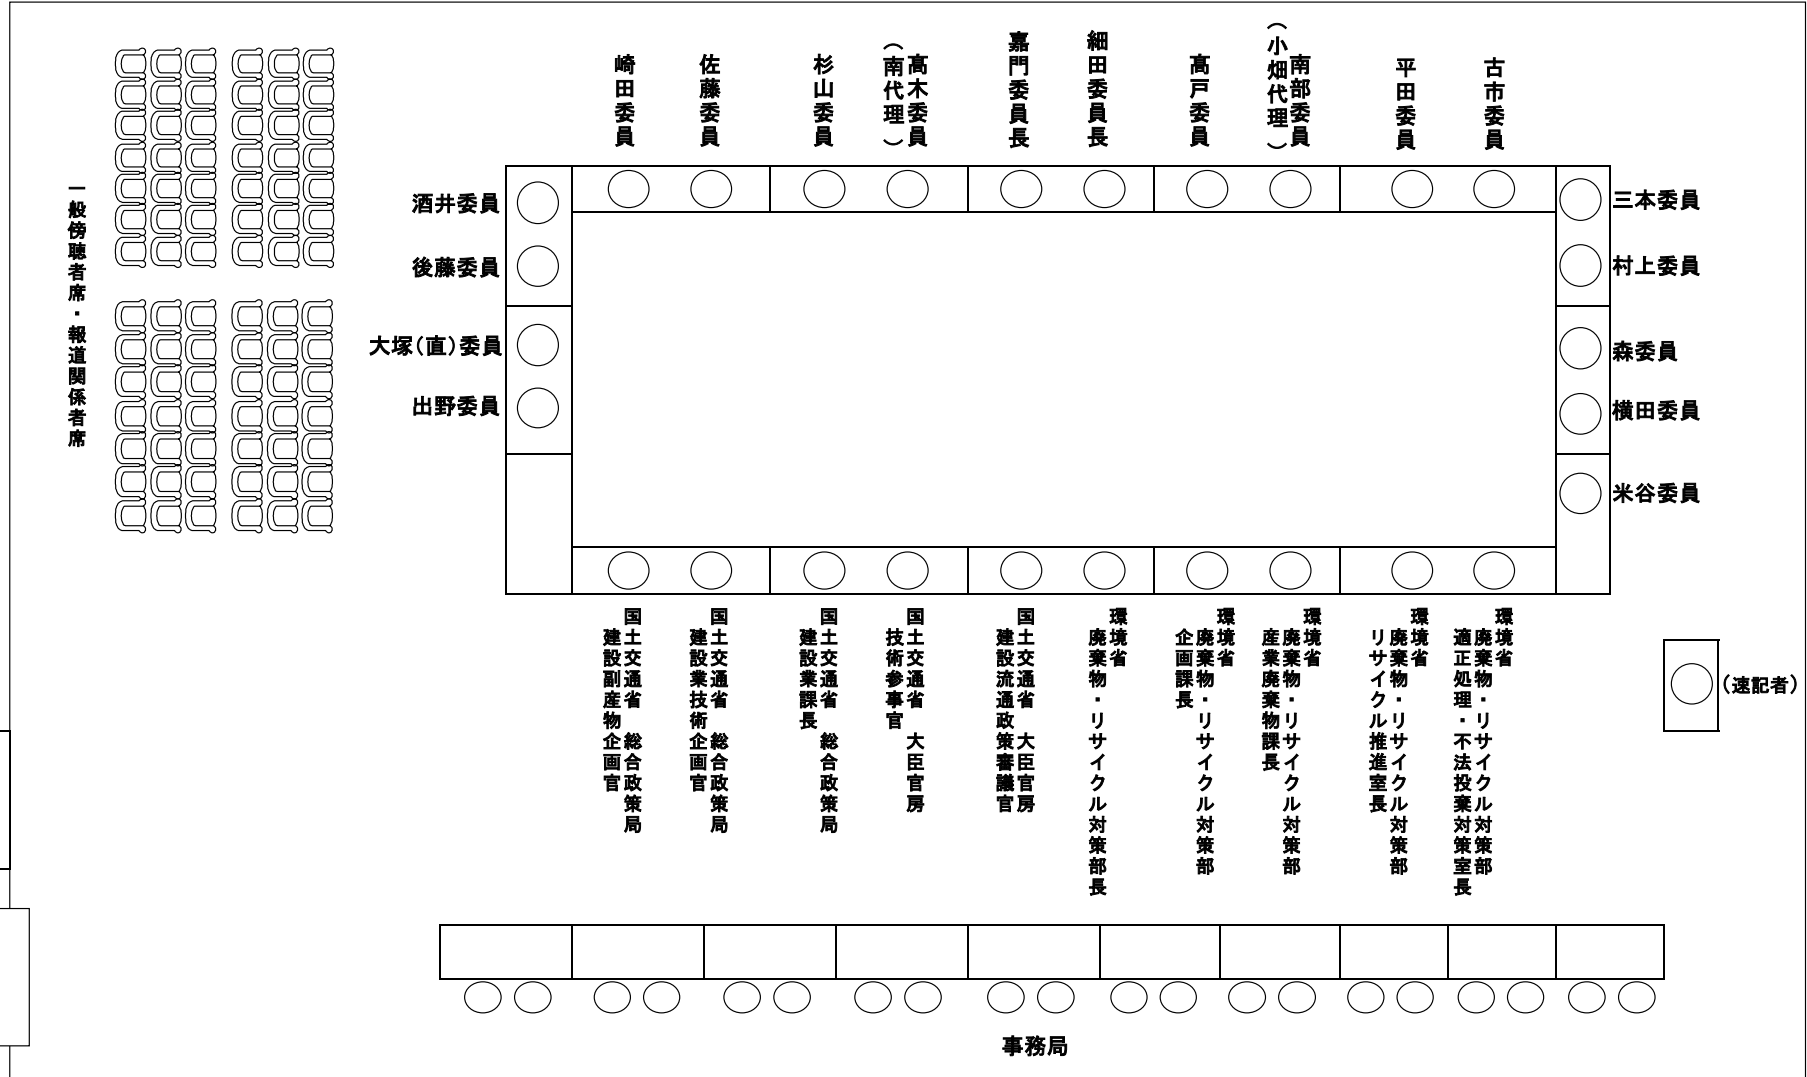 崎田委員
佐藤委員
杉山委員
髙木委員
（南代理）
嘉門委員長
細田委員長
髙戸委員
南部委員
（小畑代理）
平田委員
古市委員
一般傍聴者席・報道関係者席
酒井委員
後藤委員
大塚（直）委員
出野委員
三本委員
村上委員
森委員
横田委員
米谷委員
国土交通省　総合政策局
建設副産物企画官
国土交通省　総合政策局
建設業技術企画官
国土交通省　総合政策局
建設業課長
国土交通省　大臣官房
技術参事官
国土交通省　大臣官房
建設流通政策審議官
環境省
廃棄物・リサイクル対策部長
環境省
廃棄物・リサイクル対策部
企画課長
環境省
廃棄物・リサイクル対策部
産業廃棄物課長
環境省
廃棄物・リサイクル対策部
リサイクル推進室長
環境省
廃棄物・リサイクル対策部
適正処理・不法投棄対策室長
（速記者）
事務局